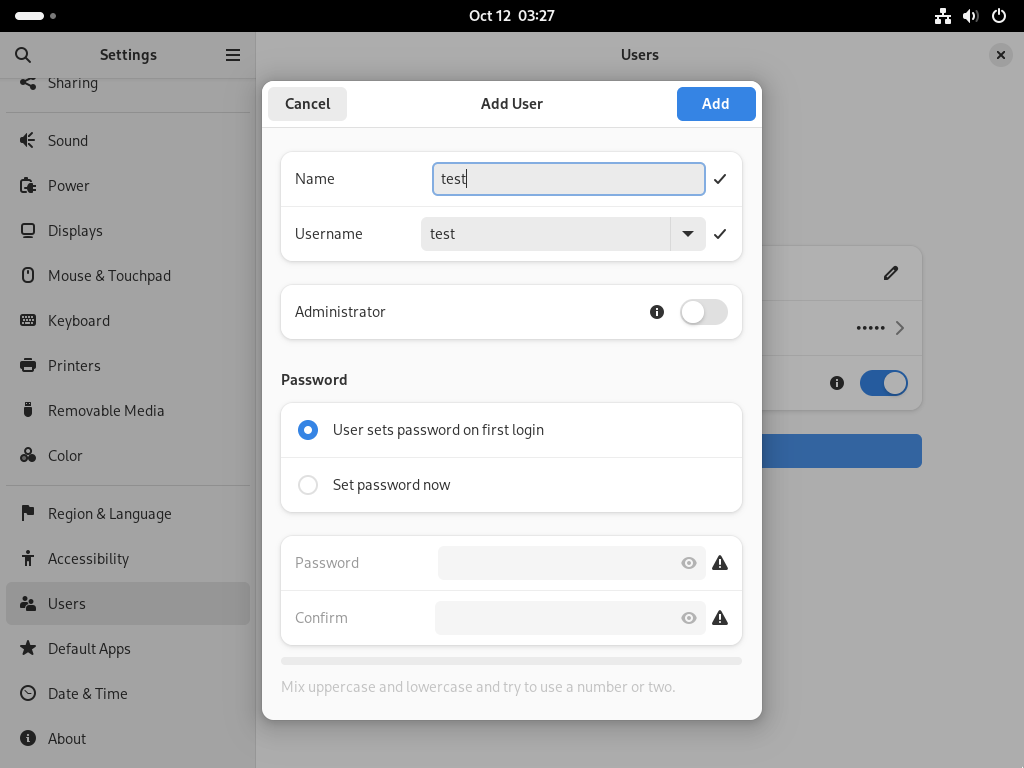 Oct 12 03:27
Settings
Users
Sharing
Sound
Power
Displays
Mouse & Touchpad
Keyboard
Printers
Removable Media
Color
Region & Language
Accessibility
Users
Default Apps
Date & Time
About
Cancel
Add User
Add
Name
test
Username
test
Administrator
Password
User sets password on first login
Set password now
Password
Confirm
Mix uppercase and lowercase and try to use a number or two.